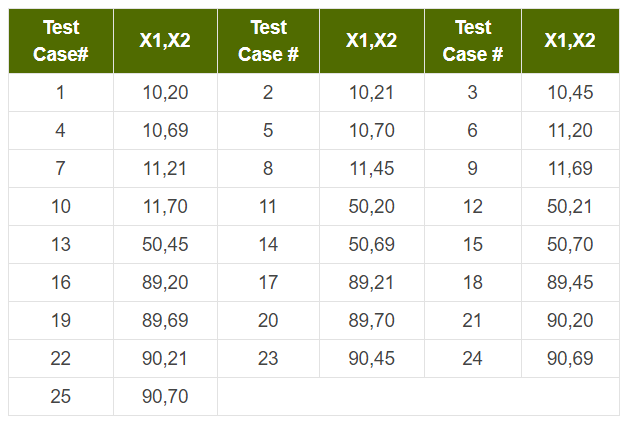 Test Case# X1,X2 Test Case # X1,X2 Test Case # X1,X2
1 10,20 2 10,21 3 10,45
4 10,69 5 10,70 6 11,20
7 11,21 8 11,45 9 11,69
10 11,70 11 50,20 12 50,21
13 50,45 14 50,69 15 50,70
16 89,20 17 89,21 18 89,45
19 89,69 20 89,70 21 90,20
22 90,21 23 90,45 24 90,69
25 90,70